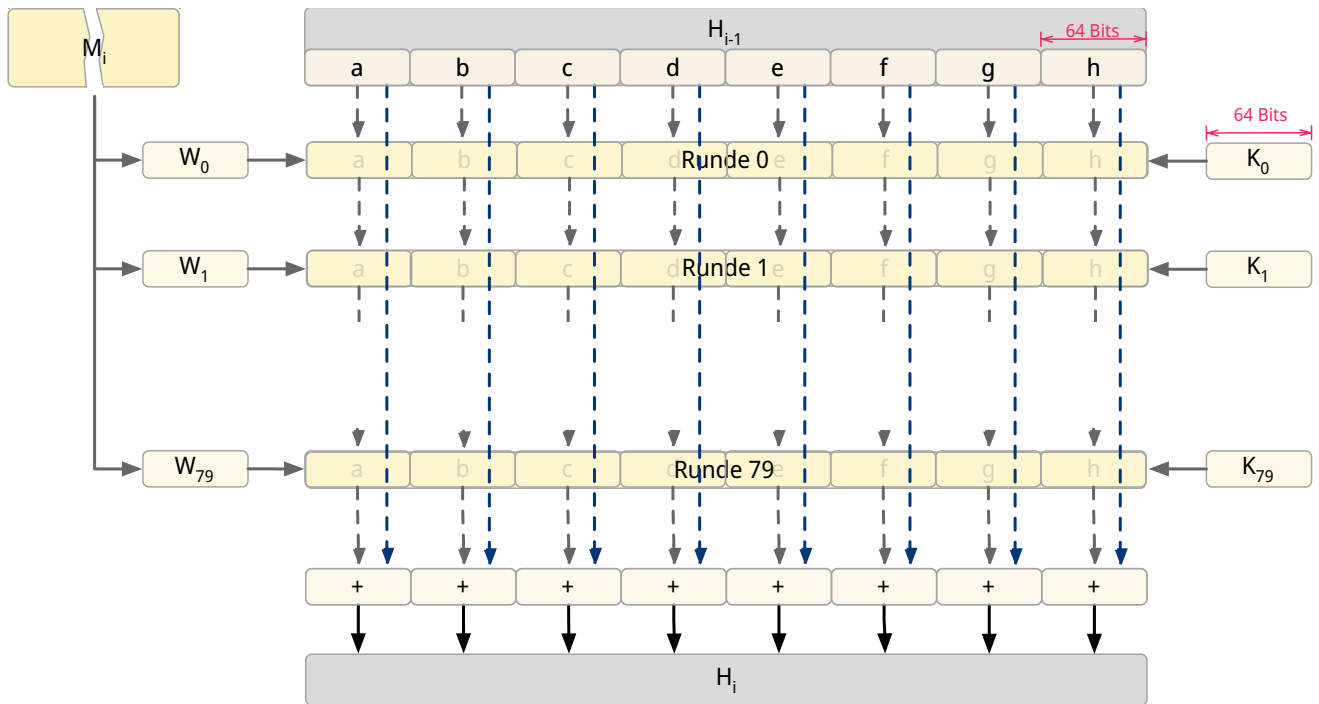 M_i
H_{i-1}
64 Bits
a b c d e f g h
64 Bits
W_0 a b c d Runde 0 e f g h K_0
W_1 a b c d Runde 1 e f g h K_1
W_79 a b c d Runde 79 e f g h K_79
+ + + + + + + +
H_i